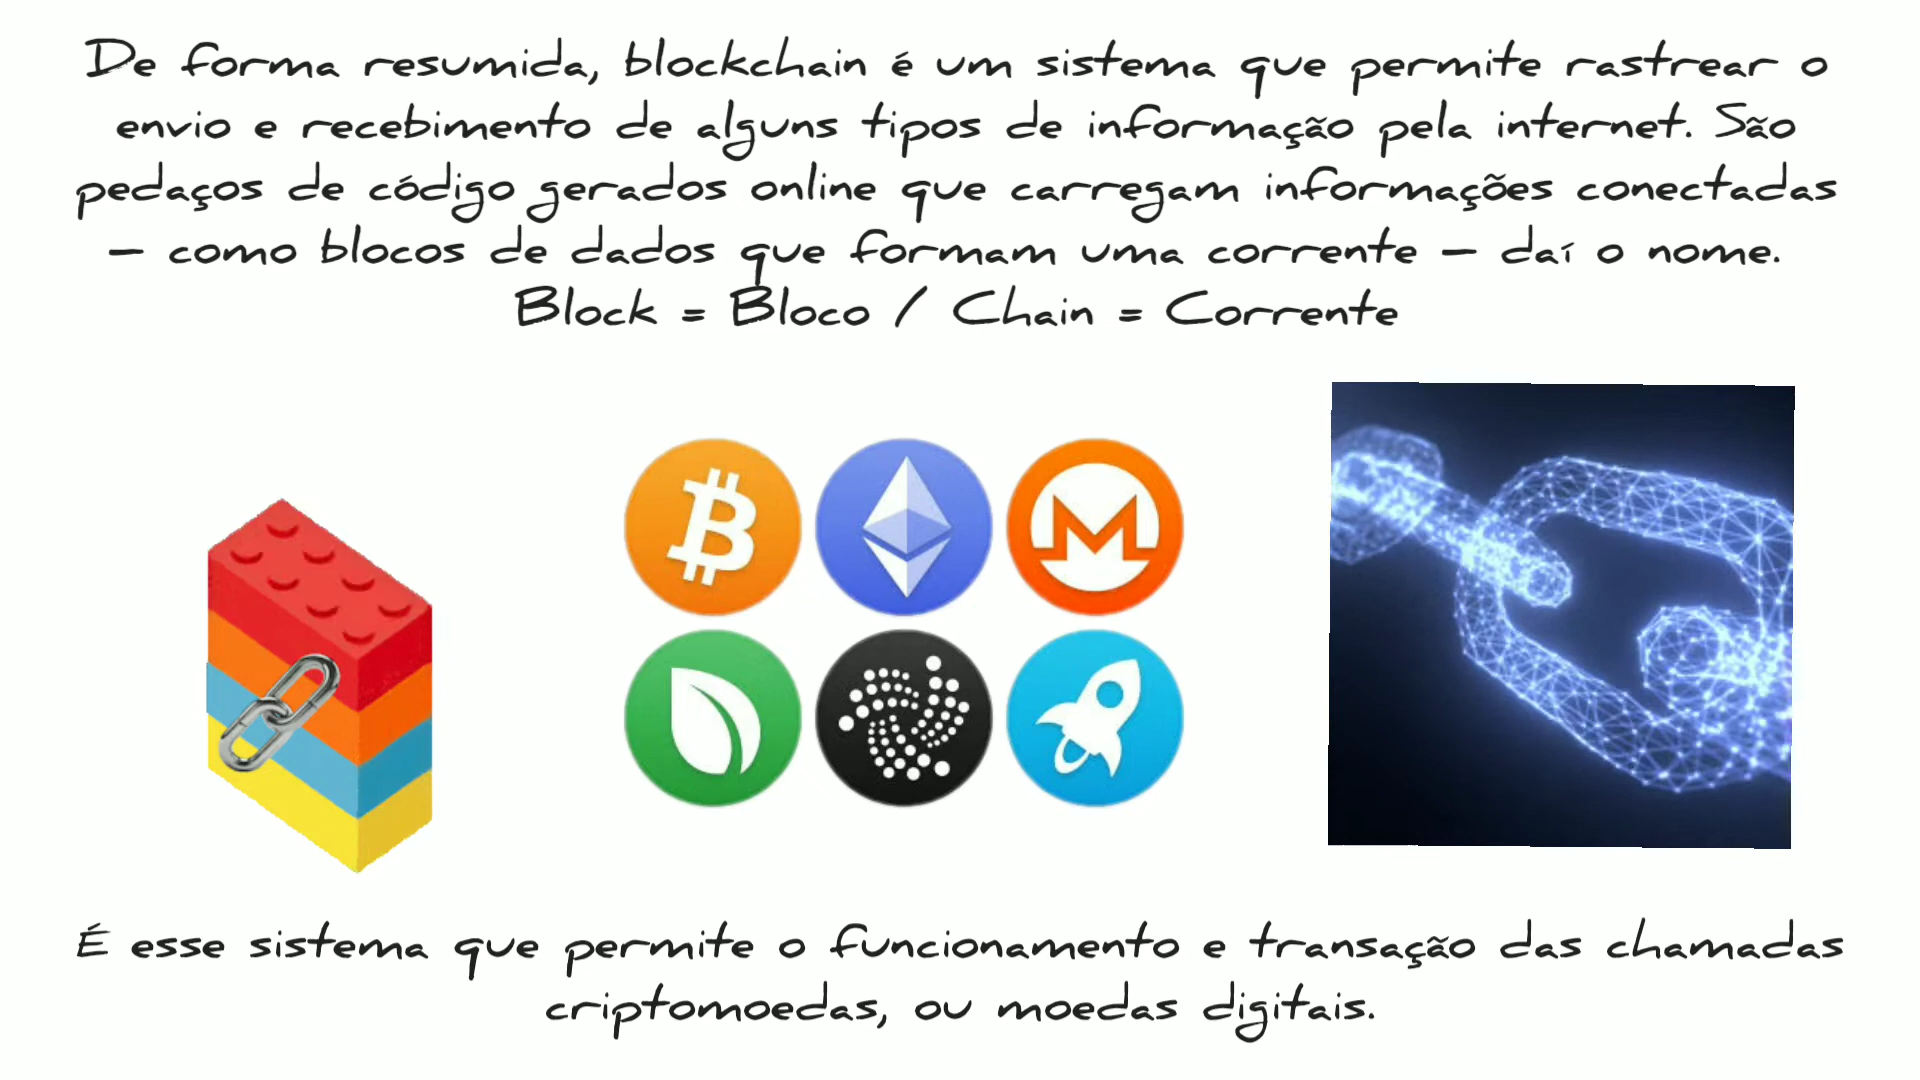 De forma resumida, blockchain é um sistema que permite rastrear o
envio e recebimento de alguns tipos de informação pela internet. São
pedaços de código gerados online que carregam informações conectadas
– como blocos de dados que formam uma corrente – daí o nome.
Block = Bloco / Chain = Corrente
É esse sistema que permite o funcionamento e transação das chamadas
criptomoedas, ou moedas digitais.